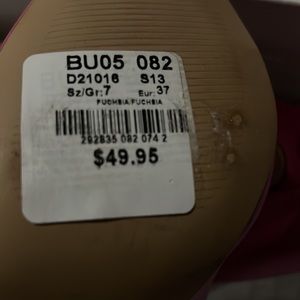 BU05 082
D21016 S13
Sz/Gr: 7 Eur: 37
FUCHSIA/FUCHSIA
292835 082 074 2
$49.95